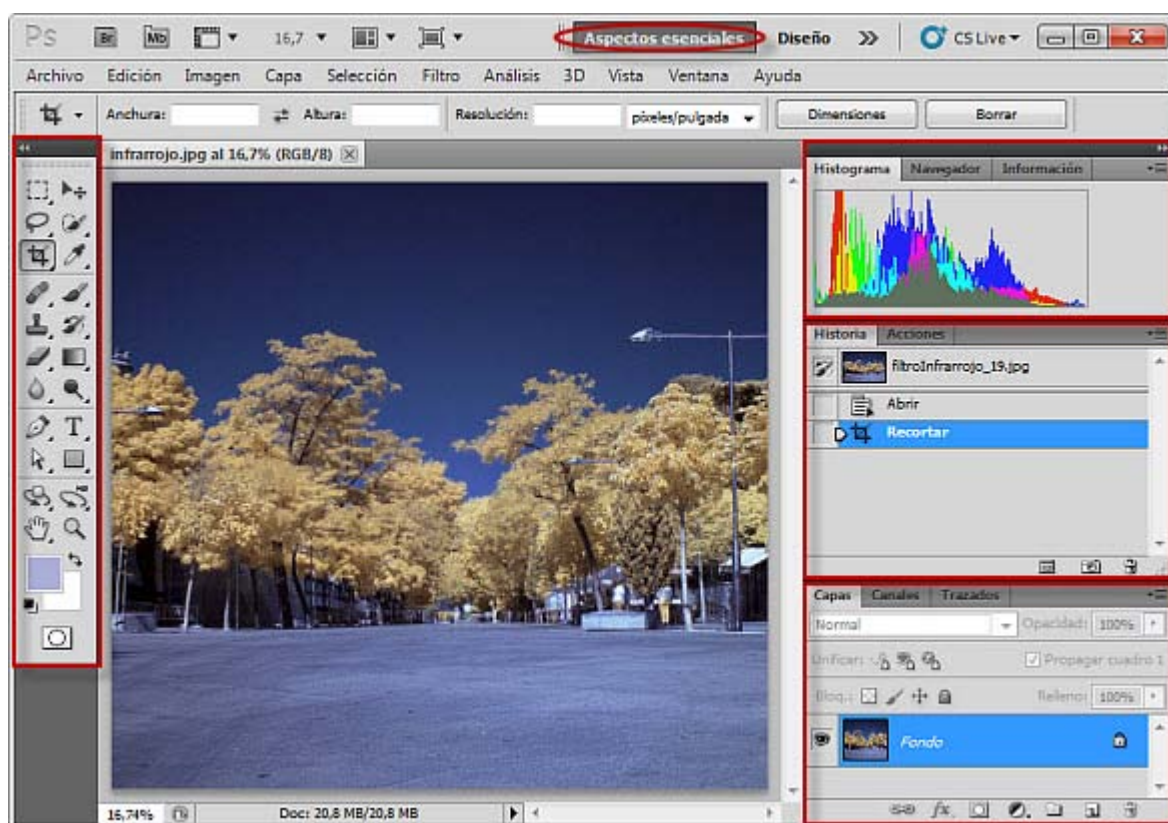 Ps Br Mb 16,7 Aspectos esenciales Diseño CS Live
Archivo Edición Imagen Capa Selección Filtro Análisis 3D Vista Ventana Ayuda
Anchura: Altura: Resolución: píxeles/pulgada Dimensiones Borrar
infrarrojo.jpg al 16,7% (RGB/8)
Histograma Navegador Información
Historia Acciones
filtroInfrarrojo_19.jpg
Abrir
Recortar
T
Capas Canales Trazados
Normal Opacidad: 100%
Unificar: Propagar cuadro 1
Bloq.: Relleno: 100%
Fondo
fx
16,74% Doc: 20,8 MB/20,8 MB